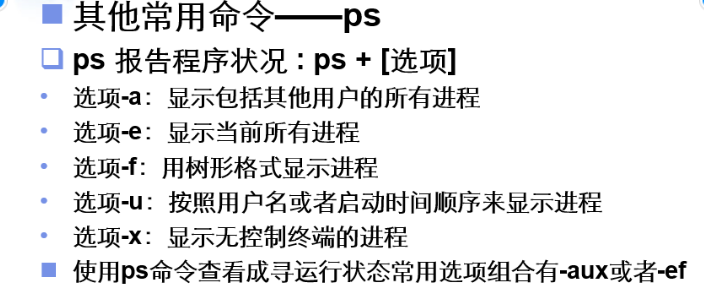 其他常用命令——ps
ps 报告程序状况：ps + [选项]
选项-a：显示包括其他用户的所有进程
选项-e：显示当前所有进程
选项-f：用树形格式显示进程
选项-u：按照用户名或者启动时间顺序来显示进程
选项-x：显示无控制终端的进程
使用ps命令查看成寻运行状态常用选项组合有-aux或者-ef